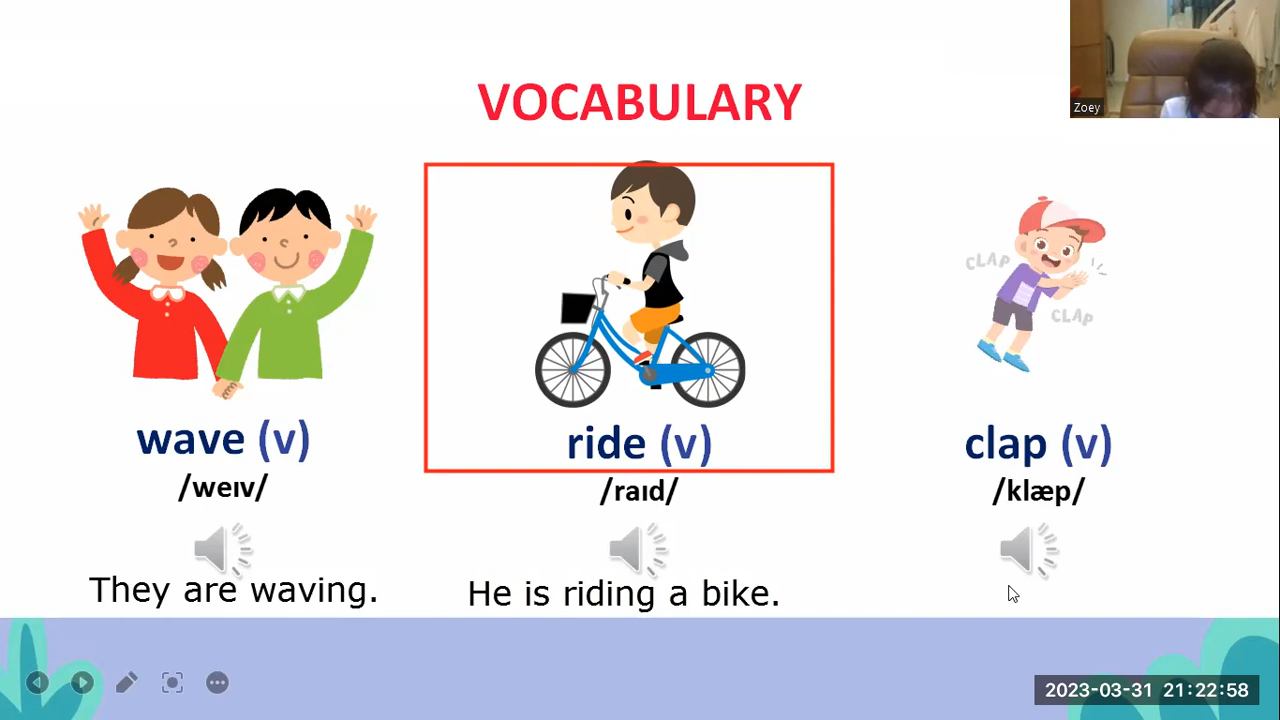 Zoey
VOCABULARY
CLAP
CLAP
wave (v)
ride (v)
clap (v)
/weɪv/
/raɪd/
/klæp/
They are waving.
He is riding a bike.
2023-03-31 21:22:58